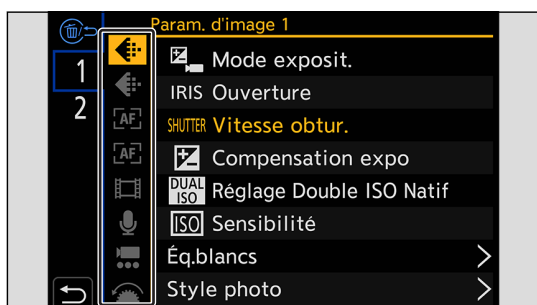 Param. d'image 1
1
2
Mode exposit.
IRIS Ouverture
SHUTTER Vitesse obtur.
Compensation expo
DUAL ISO Réglage Double ISO Natif
ISO Sensibilité
Éq.blancs
Style photo
AF
AF